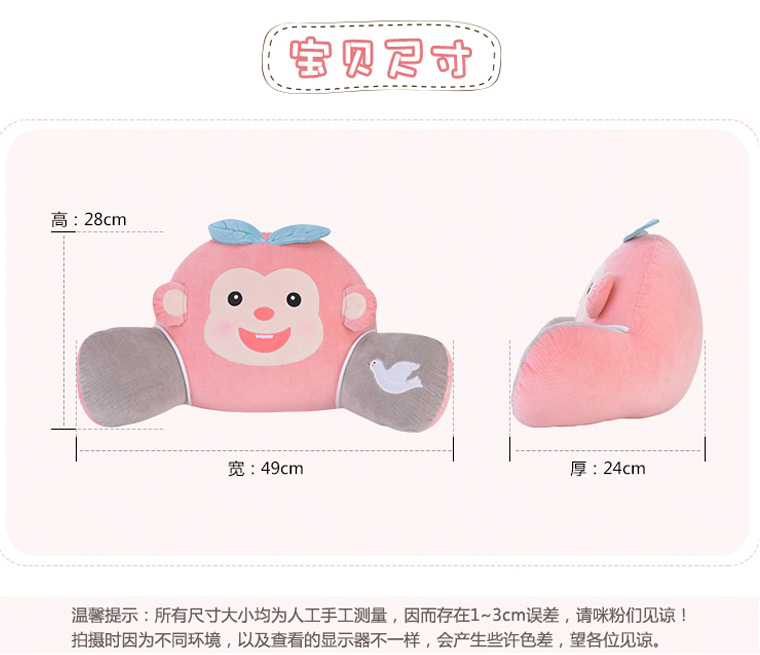 宝贝尺寸
高：28cm
宽：49cm
厚：24cm
温馨提示：所有尺寸大小均为人工手工测量，因而存在1~3cm误差，请咪粉们见谅！
拍摄时因为不同环境，以及查看的显示器不一样，会产生些许色差，望各位见谅。